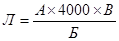 Л = А×4000×В / Б